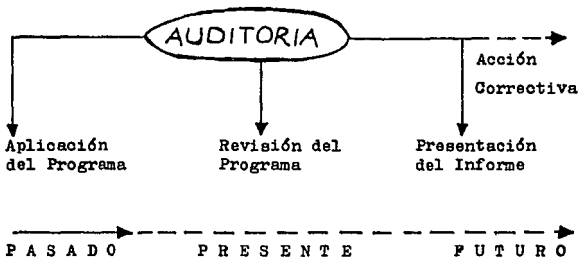 AUDITORIA
Acción
Correctiva
Aplicación
del Programa
Revisión del
Programa
Presentación
del Informe
PASADO PRESENTE FUTURO